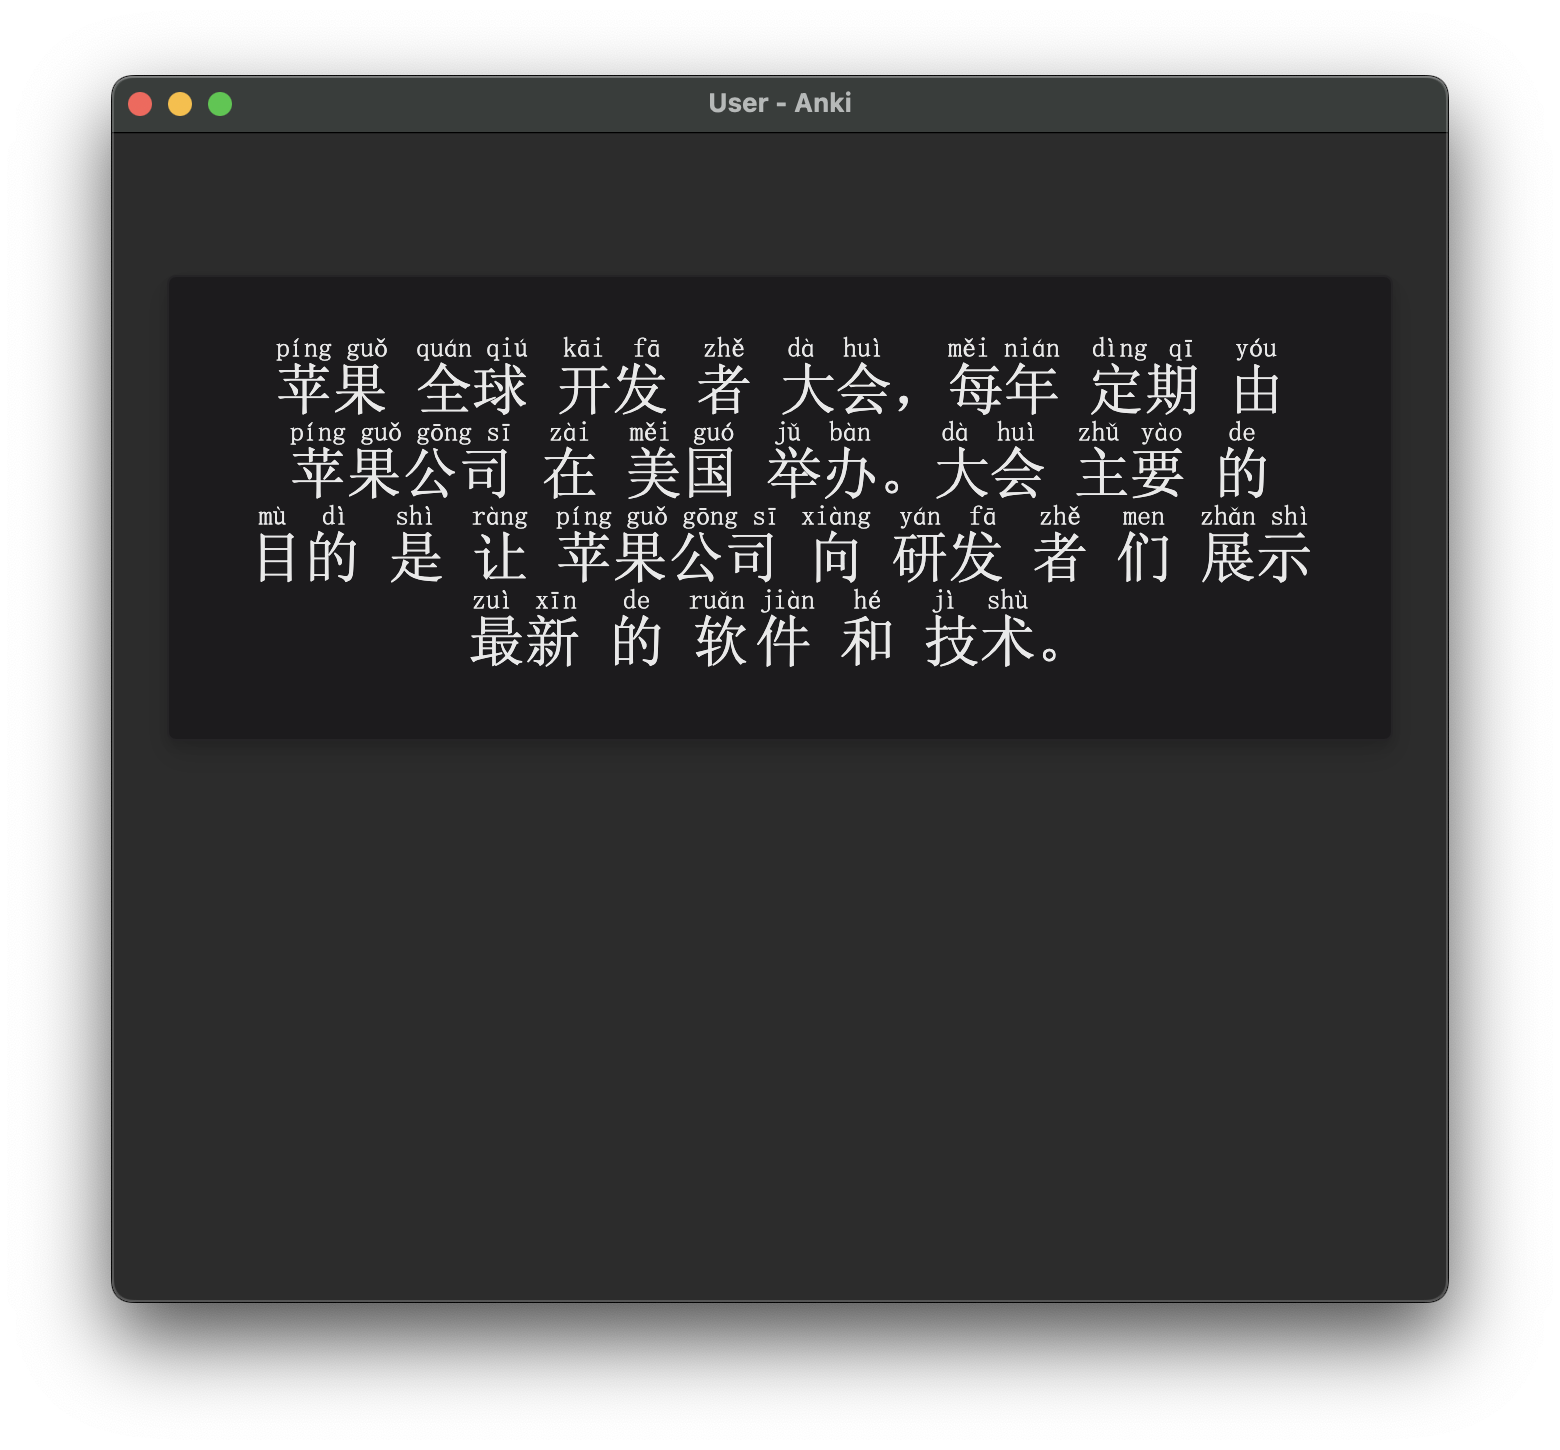 User - Anki
píng guǒ quán qiú kāi fā zhě dà huì měi nián dìng qī yóu
苹果 全球 开发 者 大会，每年 定期 由
píng guǒ gōng sī zài měi guó jǔ bàn dà huì zhǔ yào de
苹果公司 在 美国 举办。大会 主要 的
mù dì shì ràng píng guǒ gōng sī xiàng yán fā zhě men zhǎn shì
目的 是 让 苹果公司 向 研发 者 们 展示
zuì xīn de ruǎn jiàn hé jì shù
最新 的 软件 和 技术。